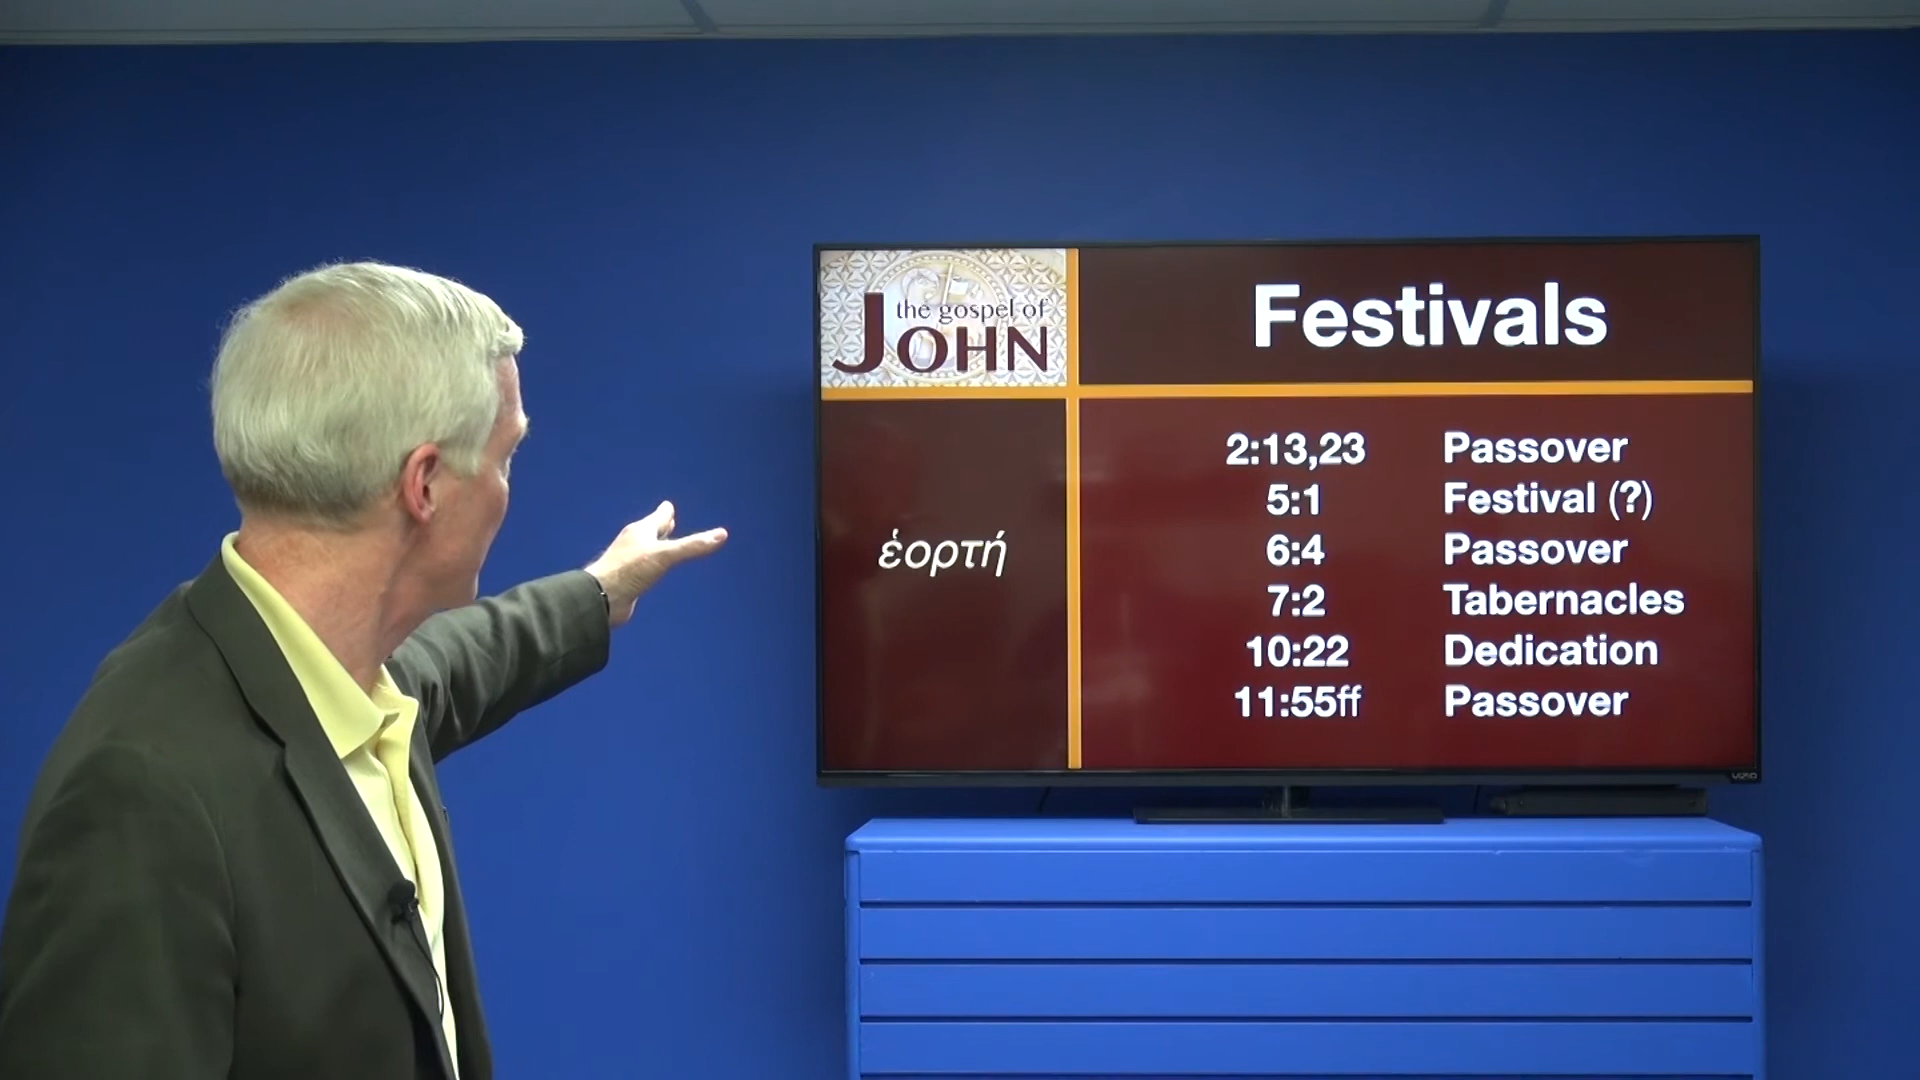 the gospel of
JOHN
Festivals
ἑορτή
2:13,23 Passover
5:1 Festival (?)
6:4 Passover
7:2 Tabernacles
10:22 Dedication
11:55ff Passover
VIZIO